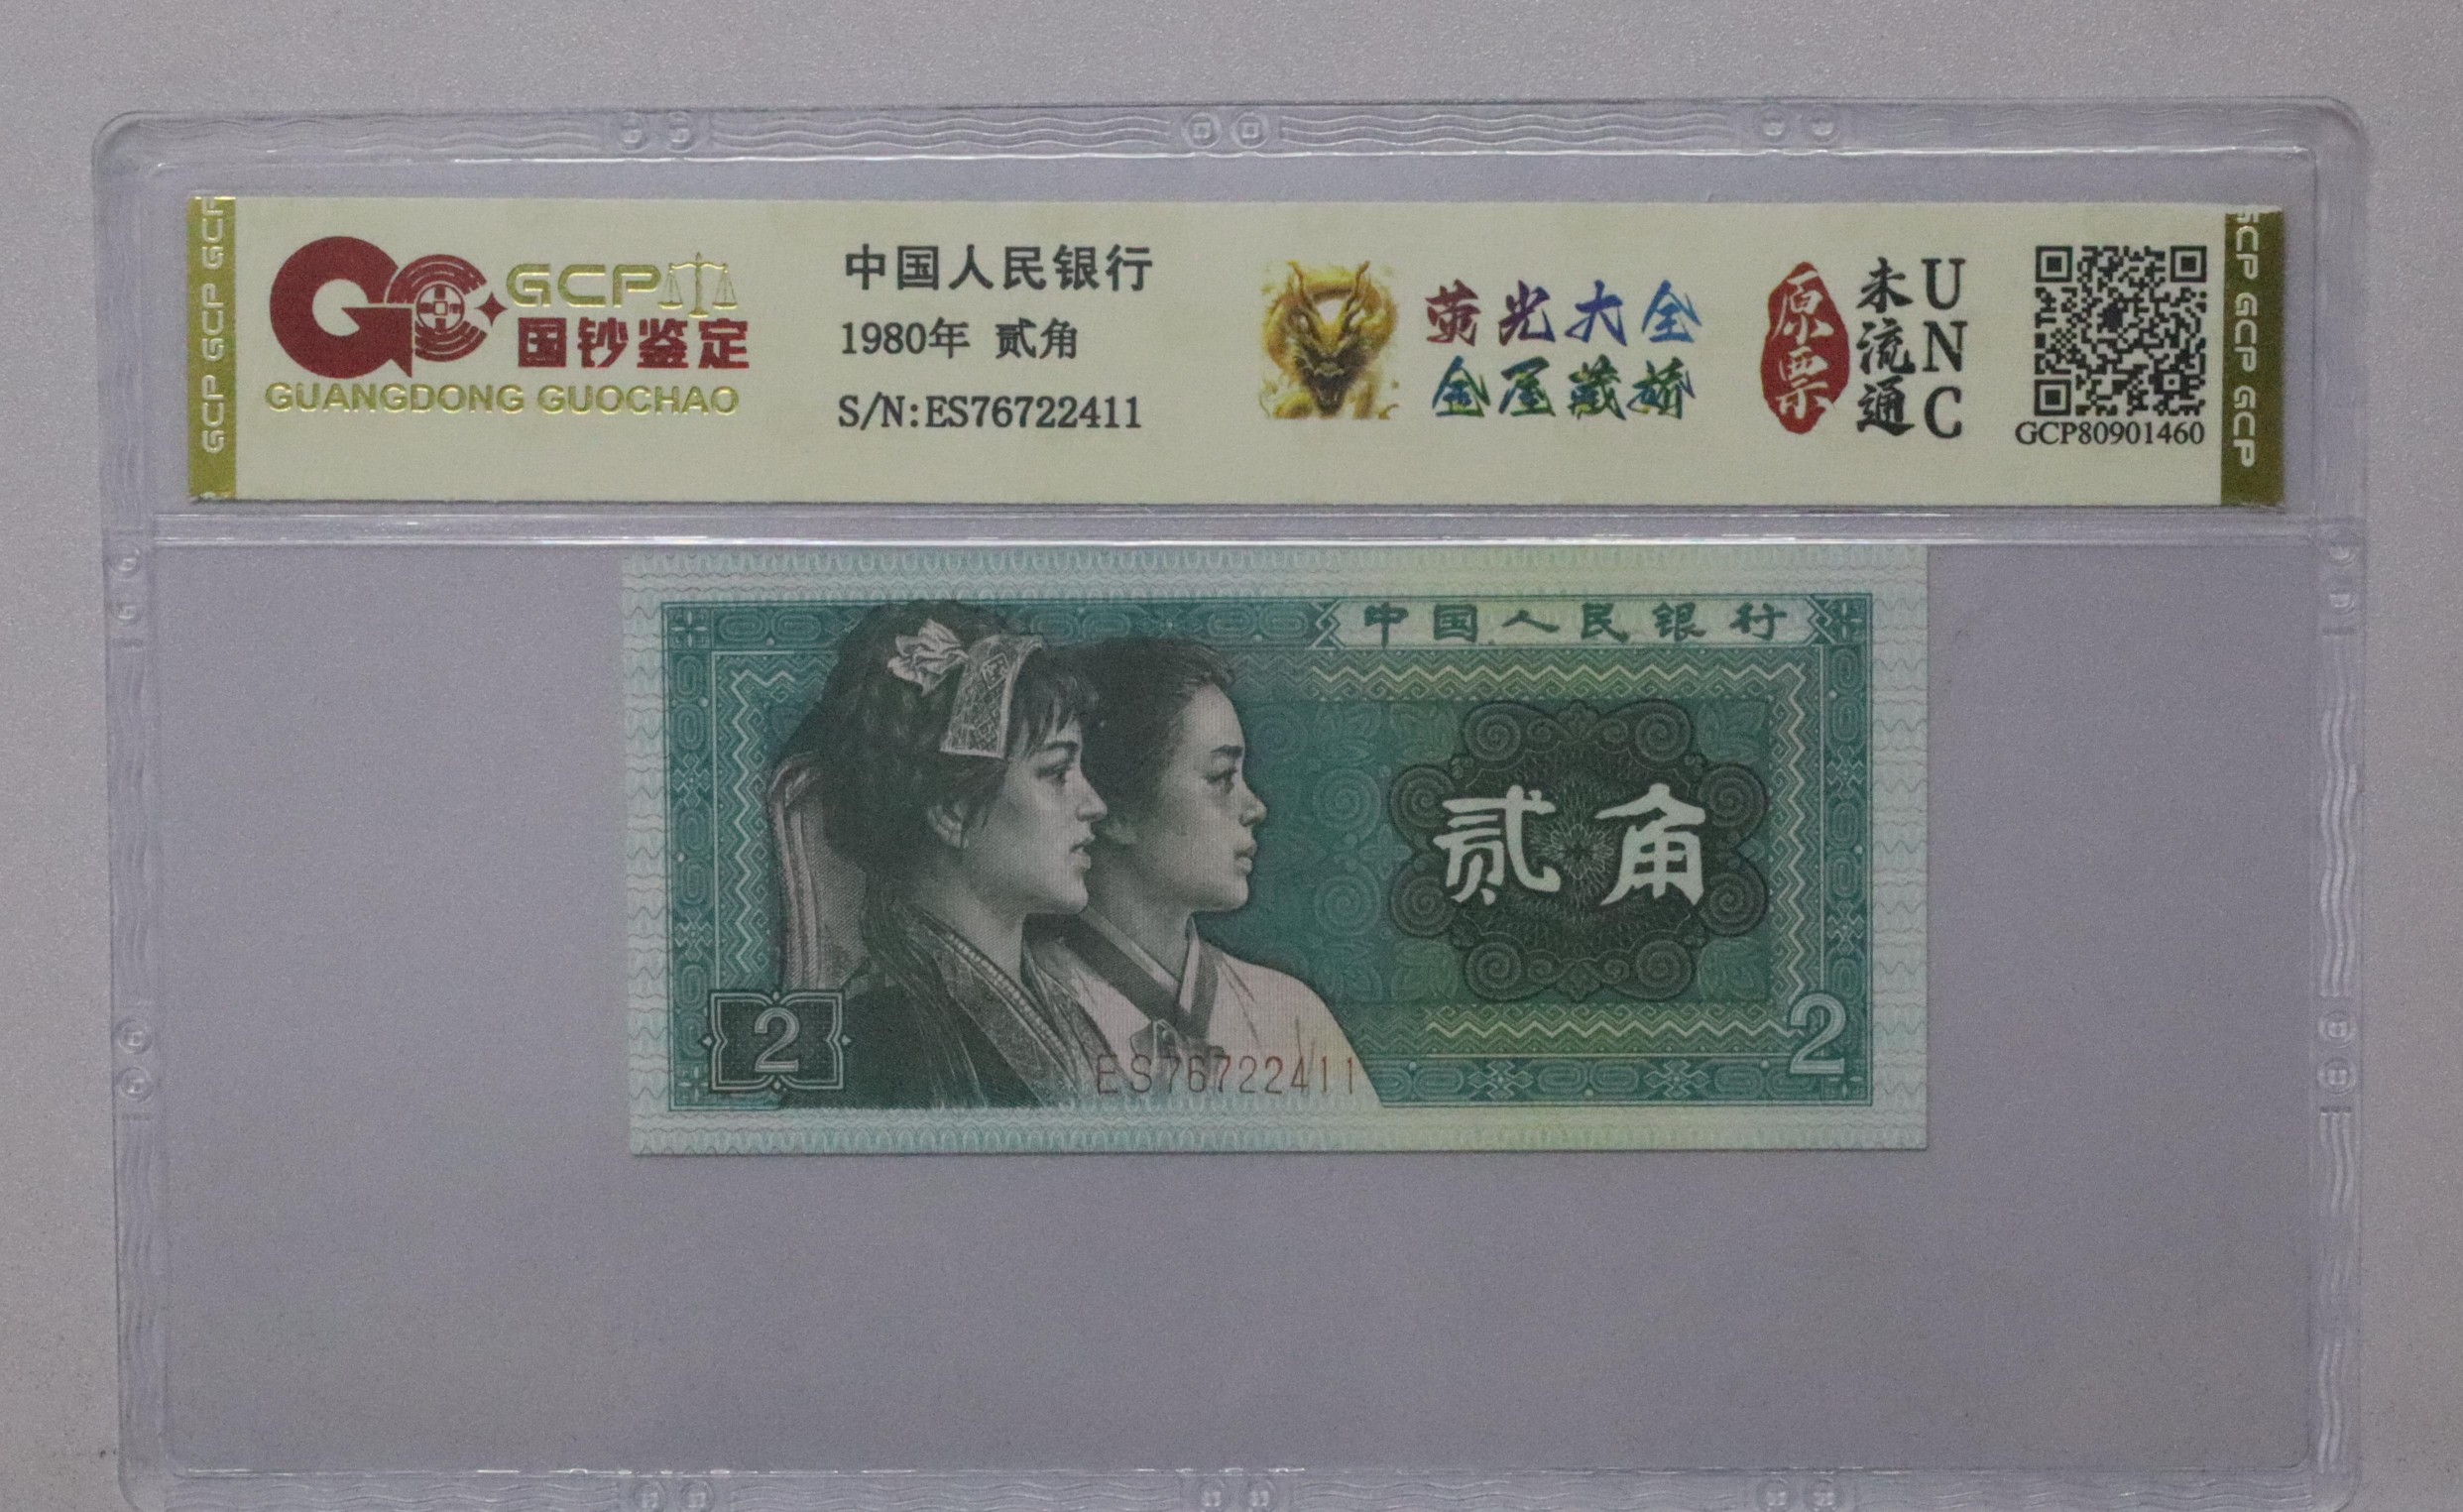 GCP
国钞鉴定
GUANGDONG GUOCHAO
中国人民银行
1980年 贰角
S/N:ES76722411
荧光大全
金屋藏娇
原票
未流通
UNC
GCP80901460
GCP GCP GCP
GCP GCP GCP
中国人民银行
贰角
2
2
ES76722411